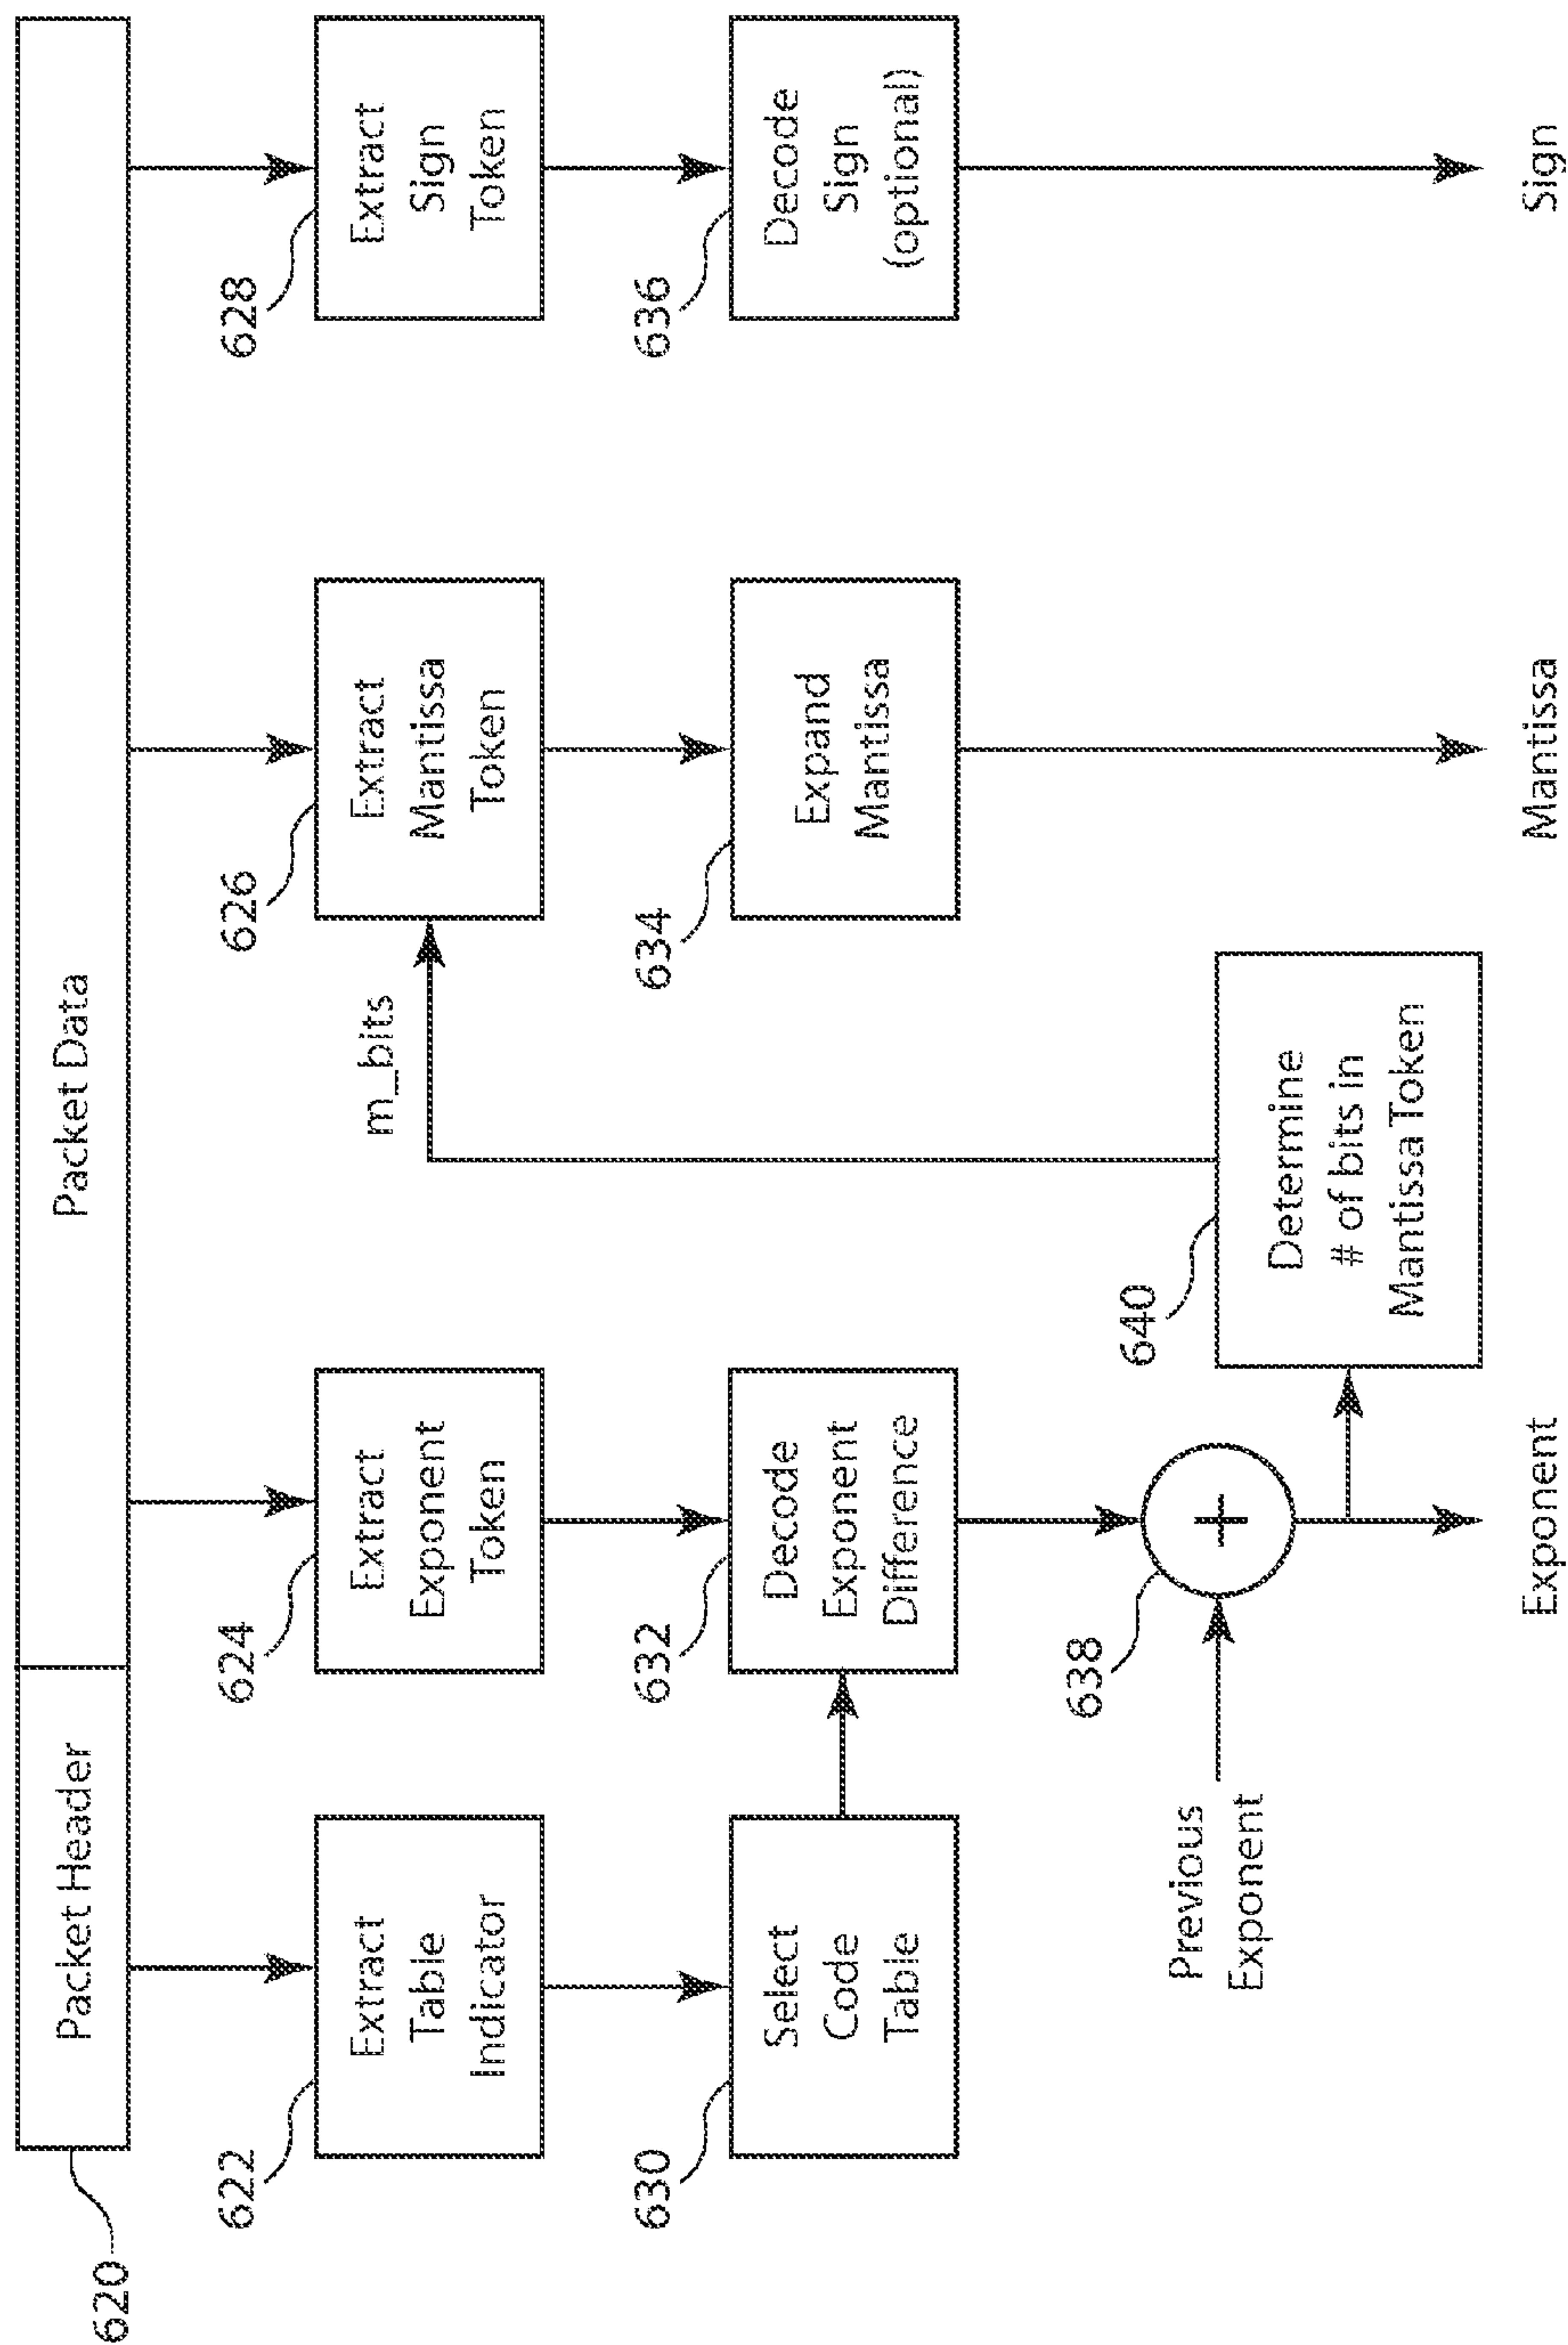 620
Packet Header
Packet Data
622
Extract
Table
Indicator
624
Extract
Exponent
Token
626
Extract
Mantissa
Token
628
Extract
Sign
Token
m_bits
630
Select
Code
Table
632
Decode
Exponent
Difference
634
Expand
Mantissa
636
Decode
Sign
(optional)
Previous
Exponent
638
+
640
Determine
# of bits in
Mantissa Token
Exponent
Mantissa
Sign